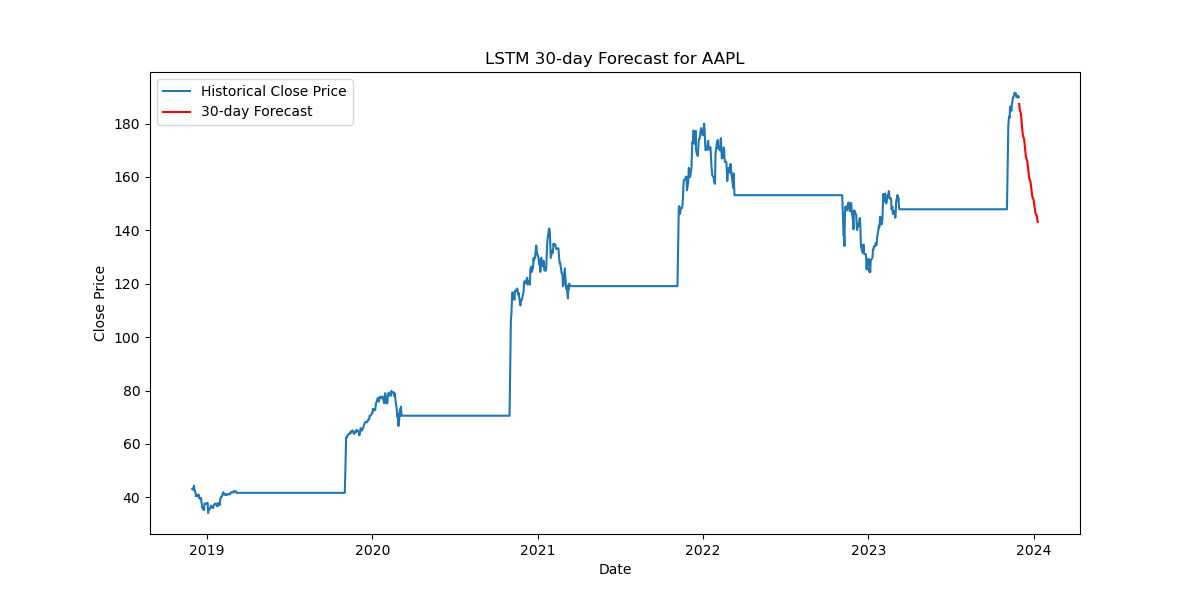 LSTM 30-day Forecast for AAPL
Historical Close Price
30-day Forecast
Close Price
180
160
140
120
100
80
60
40
2019 2020 2021 2022 2023 2024
Date